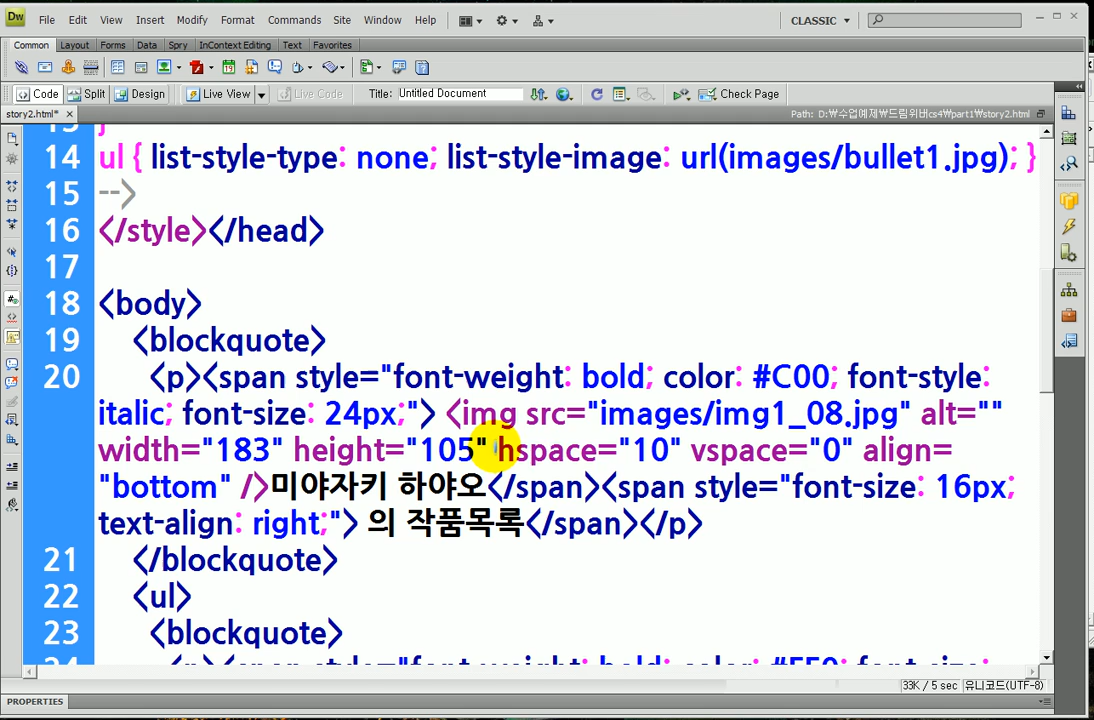 Dw File Edit View Insert Modify Format Commands Site Window Help CLASSIC
Common Layout Forms Data Spry InContext Editing Text Favorites
Code Split Design Live View Live Code Title: Untitled Document Check Page
story2.html* Path: D:￦수업예제￦드림위버cs4￦part1￦story2.html
14 ul { list-style-type: none; list-style-image: url(images/bullet1.jpg); }
15 -->
16 </style></head>
17
18 <body>
19 <blockquote>
20 <p><span style="font-weight: bold; color: #C00; font-style:
italic; font-size: 24px;"> <img src="images/img1_08.jpg" alt=""
width="183" height="105" hspace="10" vspace="0" align=
"bottom" />미야자키 하야오</span><span style="font-size: 16px;
text-align: right;"> 의 작품목록</span></p>
21 </blockquote>
22 <ul>
23 <blockquote>
33K / 5 sec 유니코드(UTF-8)
PROPERTIES